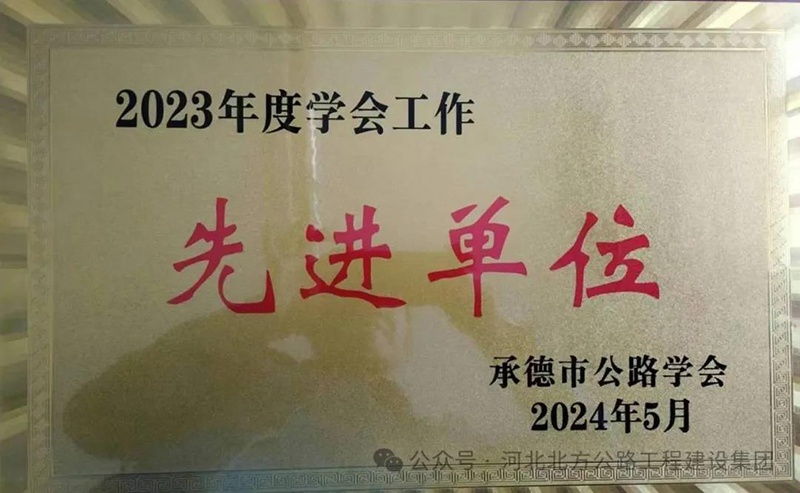 2023年度学会工作
先进单位
承德市公路学会
2024年5月
公众号·河北北方公路工程建设集团